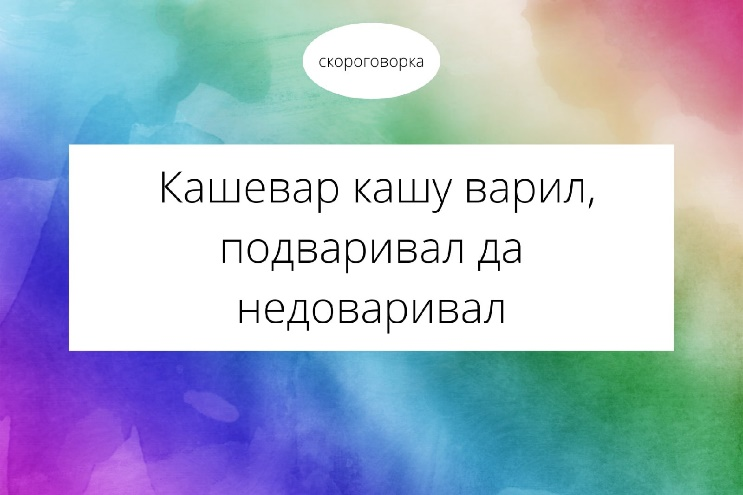 скороговорка
Кашевар кашу варил,
подваривал да
недоваривал